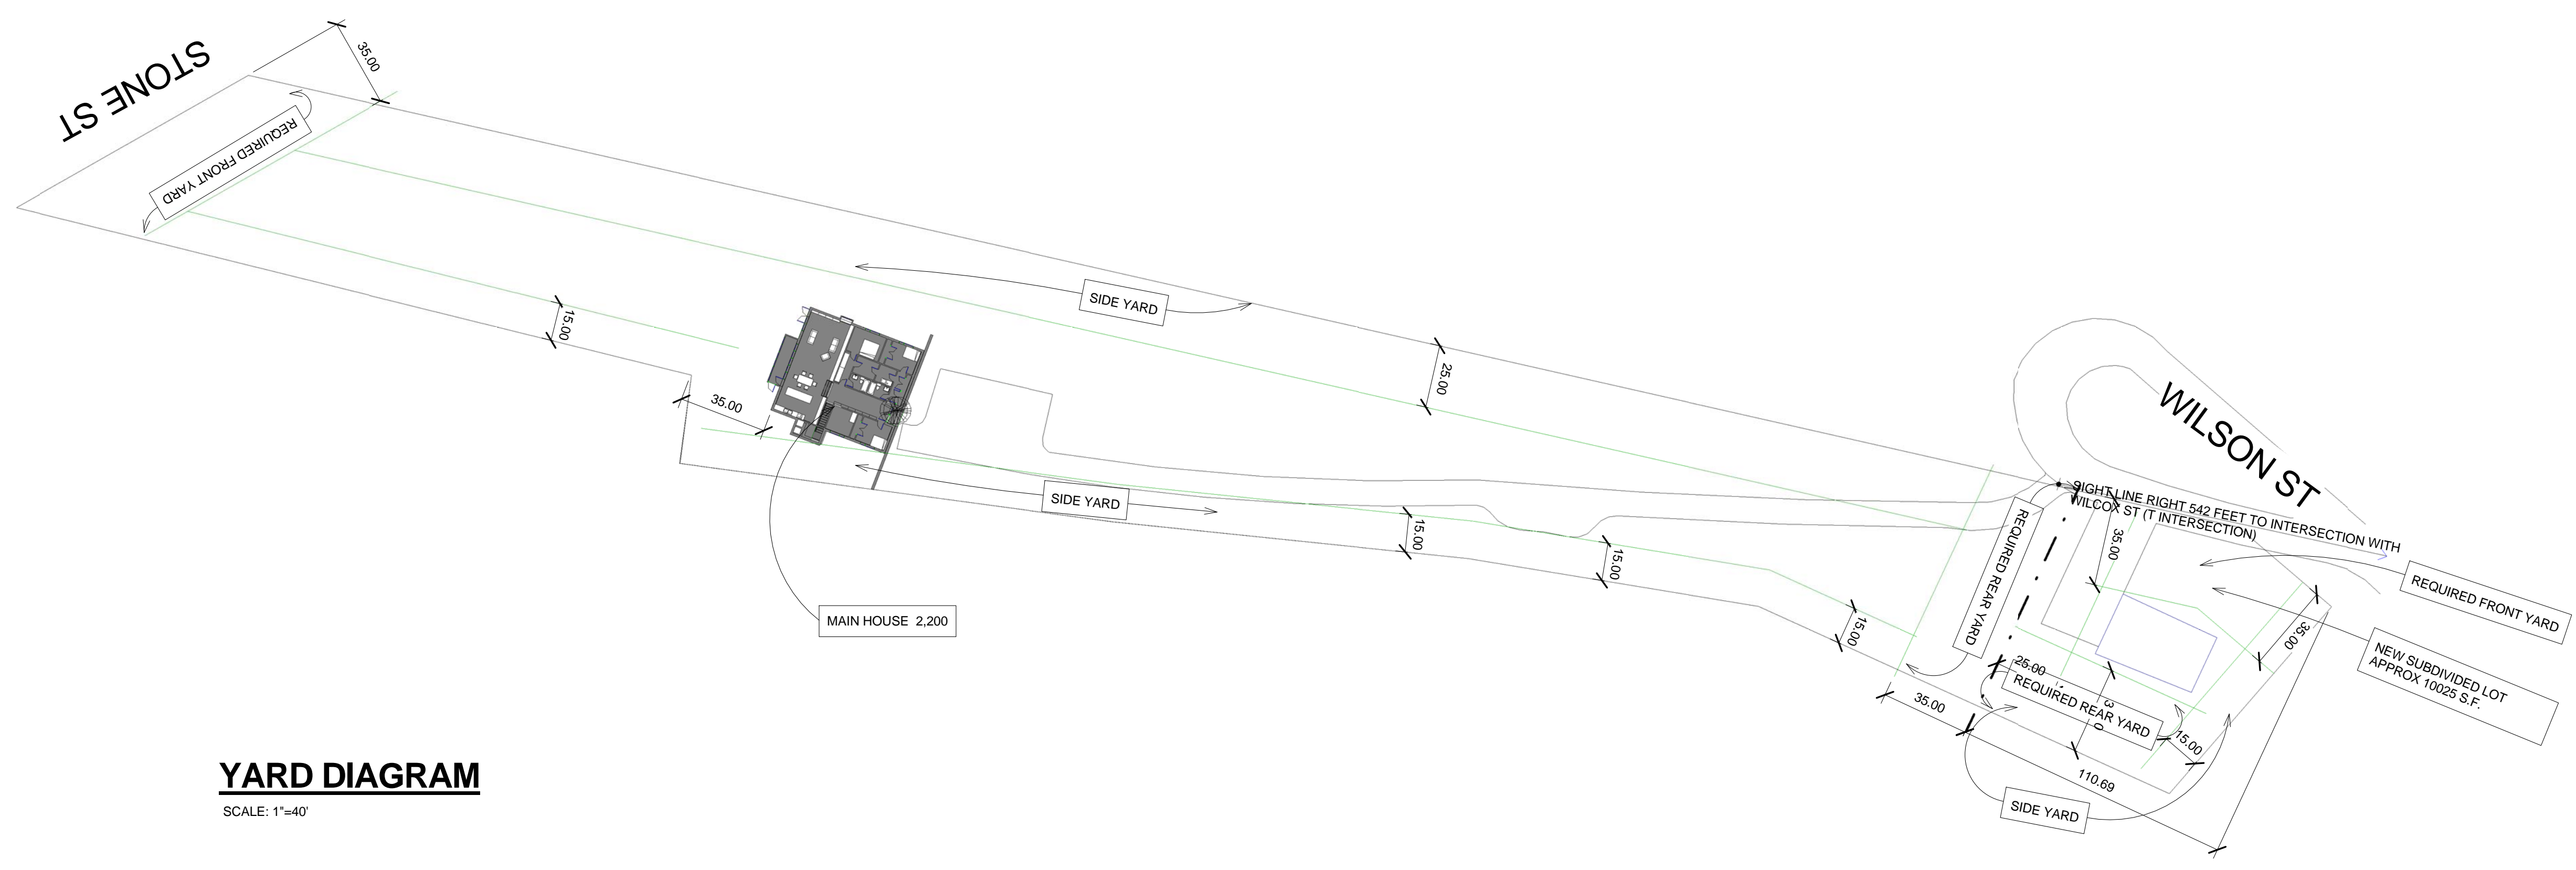 STONE ST
35.00
REQUIRED FRONT YARD
15.00
SIDE YARD
25.00
35.00
SIDE YARD
15.00
15.00
15.00
MAIN HOUSE 2,200
WILSON ST
SIGHT LINE RIGHT 542 FEET TO INTERSECTION WITH
WILCOX ST (T INTERSECTION)
REQUIRED REAR YARD
35.00
REQUIRED FRONT YARD
35.00
NEW SUBDIVIDED LOT
APPROX 10025 S.F.
25.00
REQUIRED REAR YARD
35.00
15.00
110.69
SIDE YARD
YARD DIAGRAM
SCALE: 1"=40'